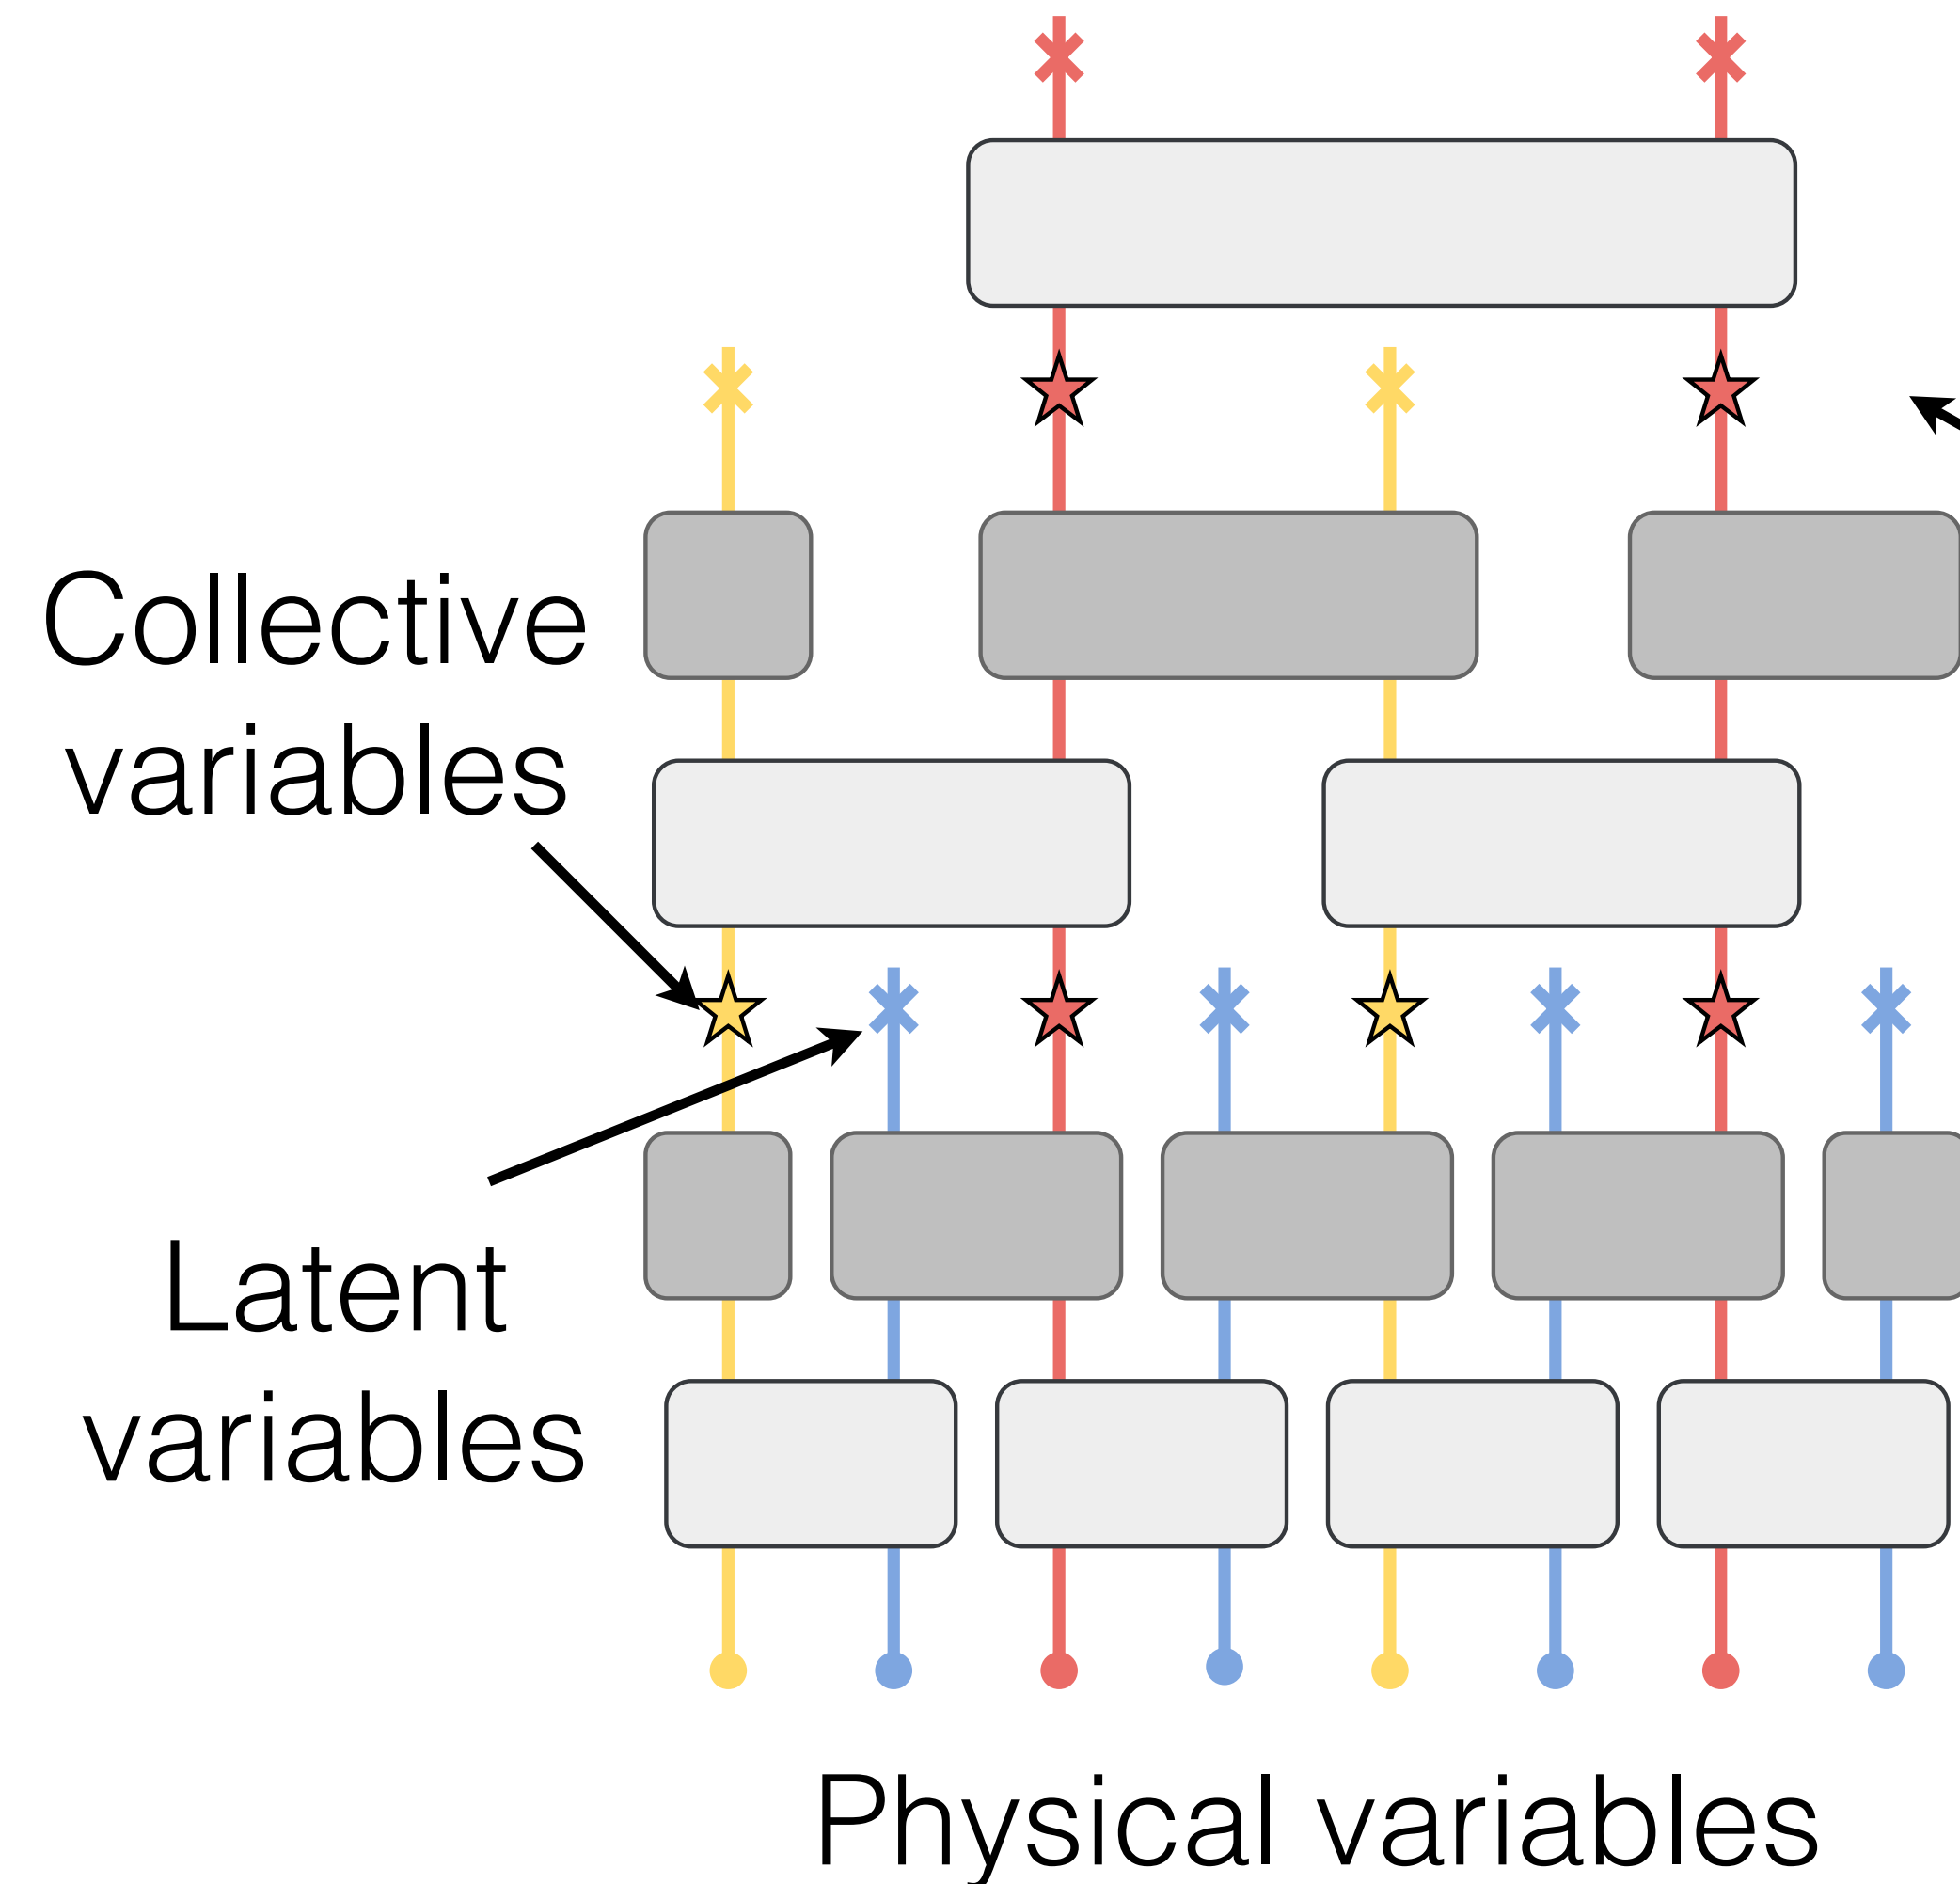 Collective
variables
Latent
variables
Physical variables